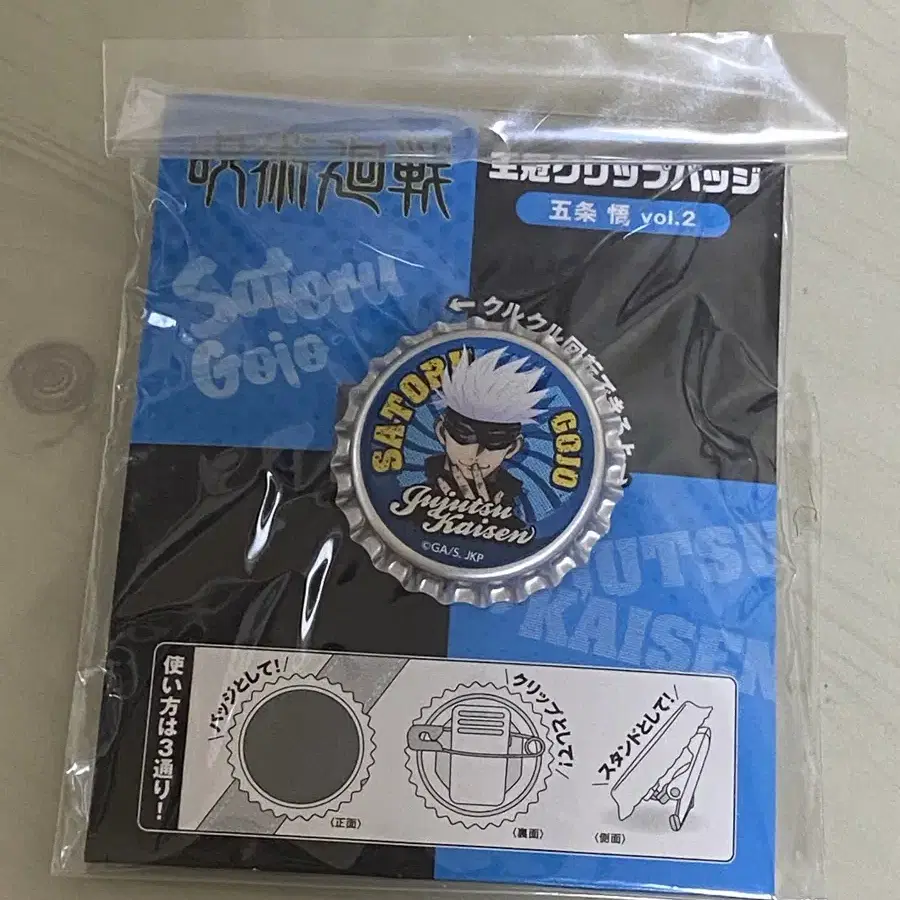 呪術廻戦
王冠クリップバッジ
五条 悟 vol.2
Satoru
Gojo
← クルクル回転できるよ〜
SATORU
GOJO
Jujutsu
Kaisen
©GA/S, JKP
JUTSU
KAISEN
使い方は3通り!
バッジとして!
クリップとして!
スタンドとして!
〈正面〉
〈裏面〉
〈側面〉